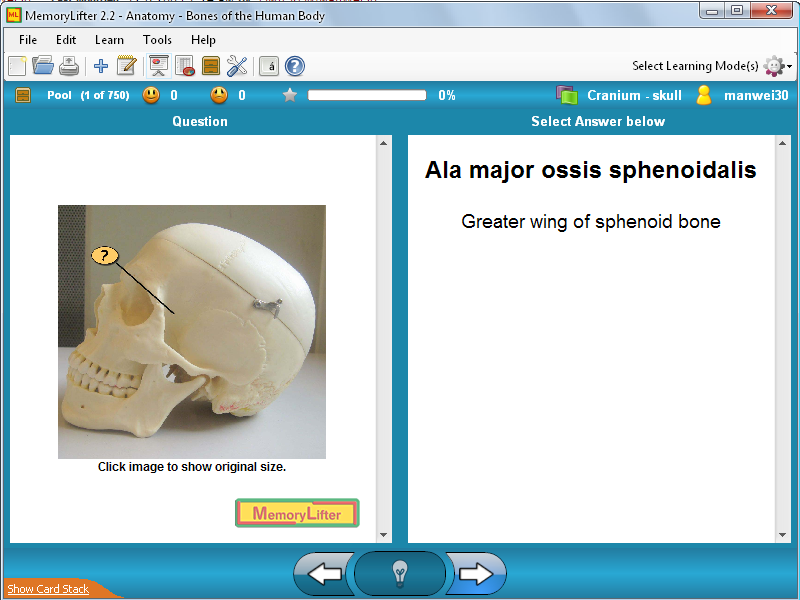 MemoryLifter 2.2 - Anatomy - Bones of the Human Body
File Edit Learn Tools Help
á ? Select Learning Mode(s)
Pool (1 of 750) 0 0 0% Cranium - skull manwei30
Question
Select Answer below
?
Click image to show original size.
MemoryLifter
Ala major ossis sphenoidalis
Greater wing of sphenoid bone
Show Card Stack